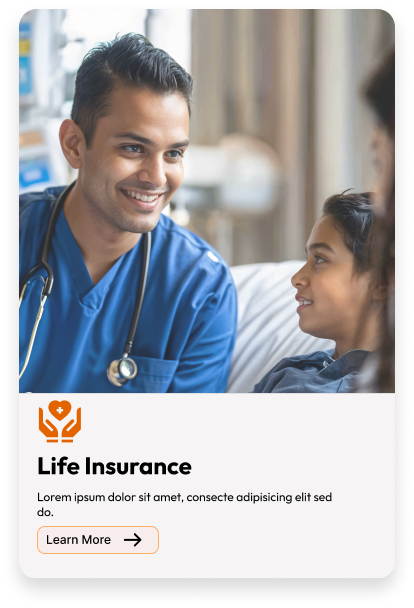 Life Insurance
Lorem ipsum dolor sit amet, consecte adipisicing elit sed
do.
Learn More